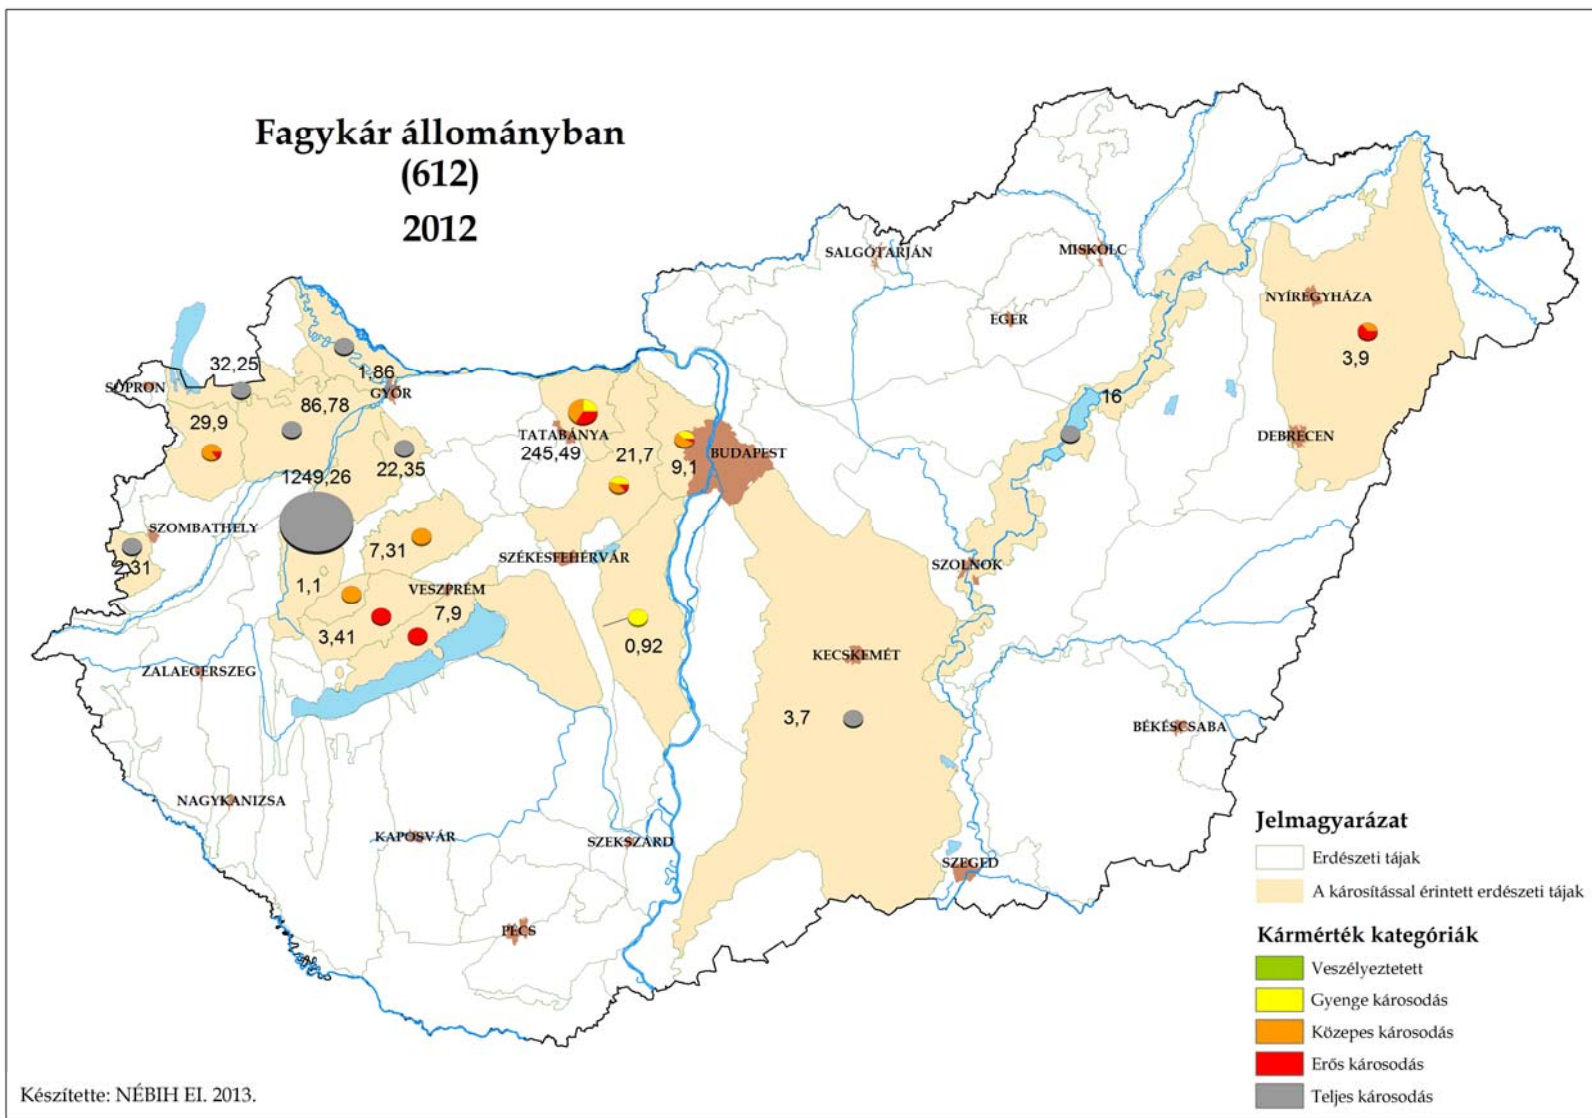 Fagykár állományban
(612)
2012
SALGÓTARJÁN
MISKOLC
EGER
NYÍREGYHÁZA
3,9
DEBRECEN
16
SOPRON
32,25
1,86
GYŐR
86,78
29,9
22,35
1249,26
TATABÁNYA
245,49
21,7
9,1
BUDAPEST
SZOMBATHELY
2,31
7,31
SZÉKESFEHÉRVÁR
1,1
VESZPRÉM
7,9
3,41
0,92
SZOLNOK
KECSKEMÉT
3,7
ZALAEGERSZEG
BÉKÉSCSABA
NAGYKANIZSA
KAPOSVÁR
SZEKSZÁRD
SZEGED
PÉCS
Jelmagyarázat
Erdészeti tájak
A károsítással érintett erdészeti tájak
Kármérték kategóriák
Veszélyeztetett
Gyenge károsodás
Közepes károsodás
Erős károsodás
Teljes károsodás
Készítette: NÉBIH EI. 2013.